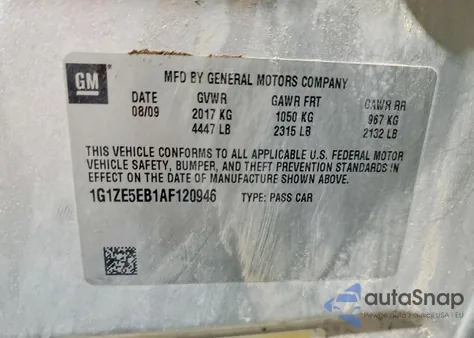 GM
MFD BY GENERAL MOTORS COMPANY
DATE GVWR GAWR FRT GAWR RR
08/09 2017 KG 1050 KG 967 KG
4447 LB 2315 LB 2132 LB
THIS VEHICLE CONFORMS TO ALL APPLICABLE U.S. FEDERAL MOTOR
VEHICLE SAFETY, BUMPER, AND THEFT PREVENTION STANDARDS IN
EFFECT ON THE DATE OF MANUFACTURE SHOWN ABOVE.
1G1ZE5EB1AF120946 TYPE: PASS CAR
autoSnap
USA | EU